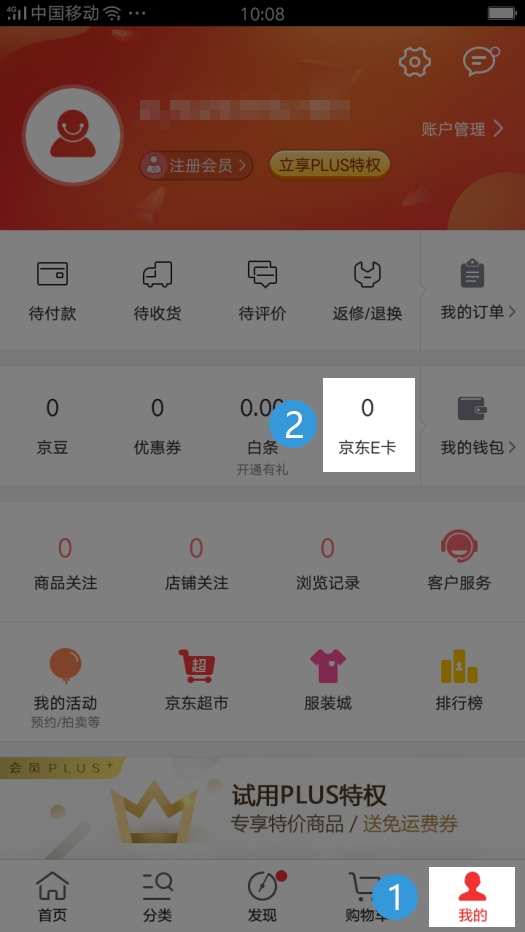 4G 中国移动 10:08
账户管理
注册会员 立享PLUS特权
待付款 待收货 待评价 返修/退换 我的订单
0 0 0.00 2 0
京豆 优惠券 白条 京东E卡 我的钱包
开通有礼
0 0 0
商品关注 店铺关注 浏览记录 客户服务
超 1
我的活动 京东超市 服装城 排行榜
预约/拍卖等
会员PLUS+
试用PLUS特权
专享特价商品 / 送免运费券
1
首页 分类 发现 购物车 我的